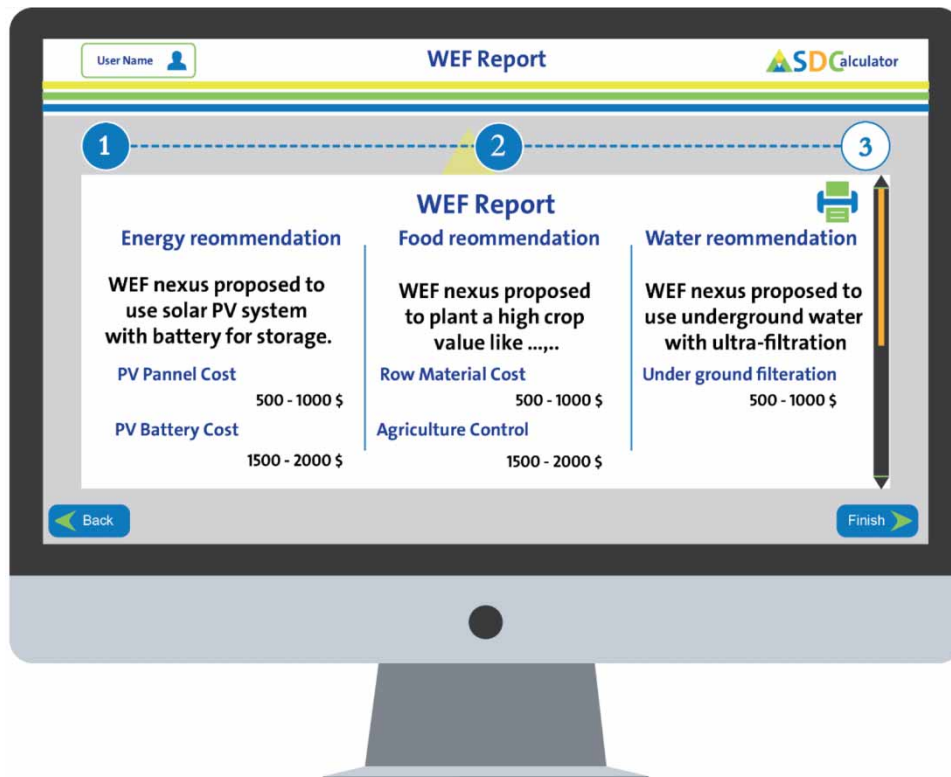 User Name
WEF Report
SDCalculator
1
2
3
WEF Report
Energy reommendation
WEF nexus proposed to
use solar PV system
with battery for storage.
PV Pannel Cost
500 - 1000 $
PV Battery Cost
1500 - 2000 $
Food reommendation
WEF nexus proposed
to plant a high crop
value like ...,..
Row Material Cost
500 - 1000 $
Agriculture Control
1500 - 2000 $
Water reommendation
WEF nexus proposed to
use underground water
with ultra-filtration
Under ground filteration
500 - 1000 $
Back
Finish